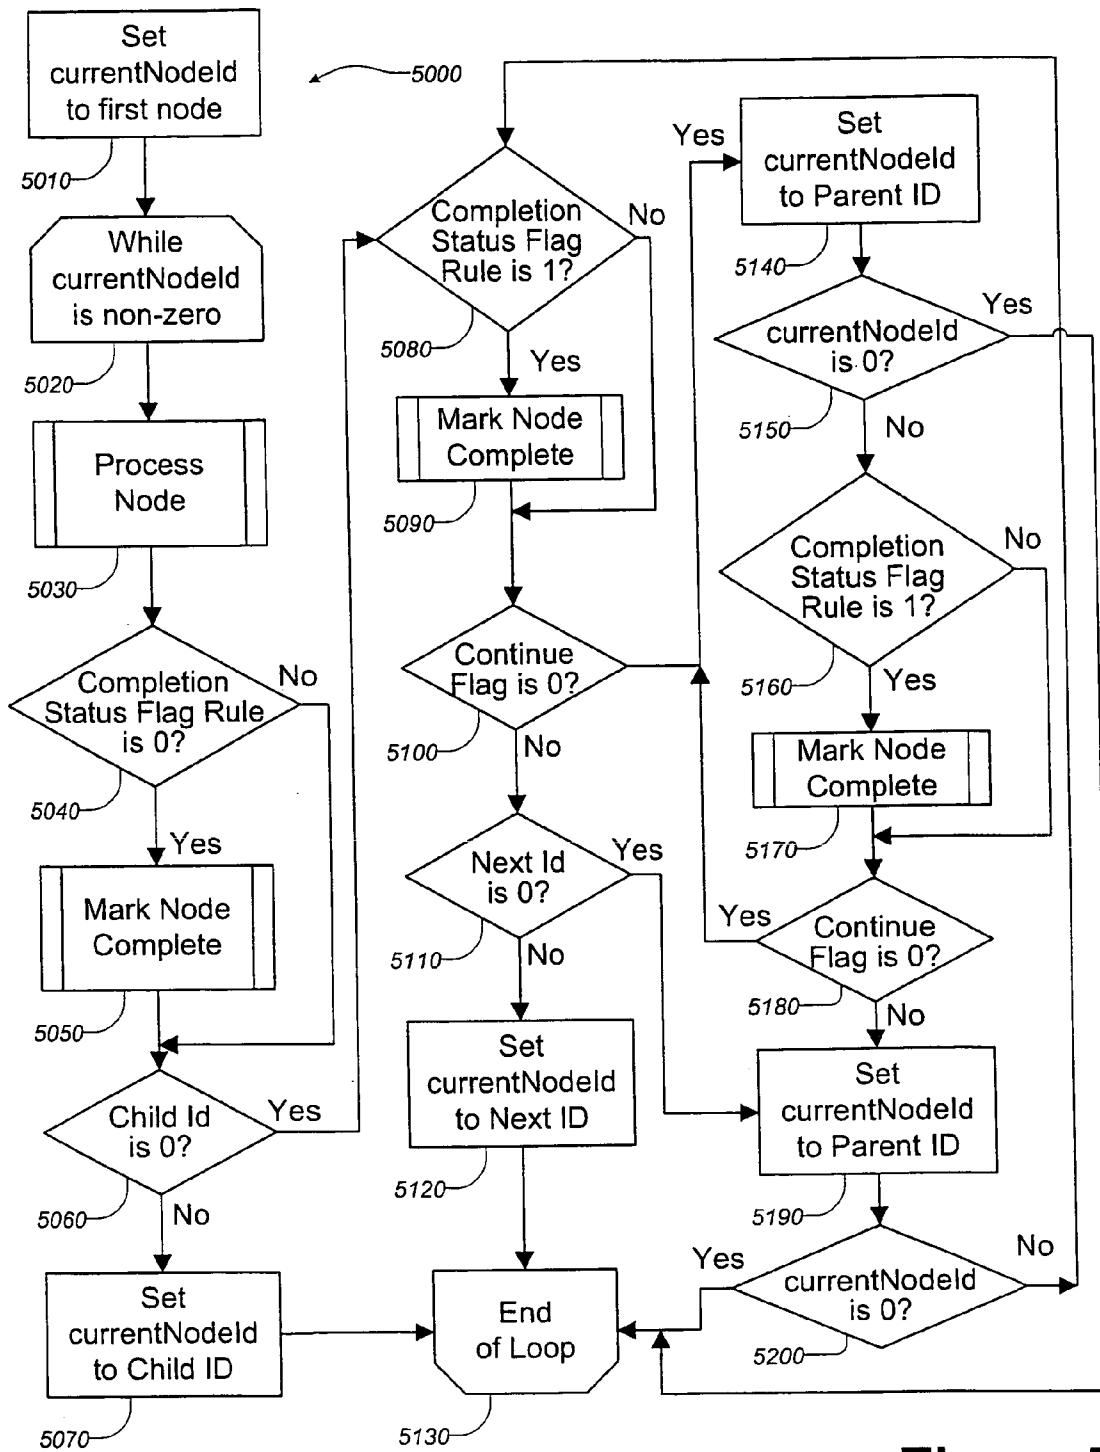 Set
currentNodeId
to first node
5010
5000
While
currentNodeId
is non-zero
5020
Process
Node
5030
Completion
Status Flag Rule
is 0?
No
5040
Yes
Mark Node
Complete
5050
Child Id
is 0?
Yes
5060
No
Set
currentNodeId
to Child ID
5070
Completion
Status Flag
Rule is 1?
No
5080
Yes
Mark Node
Complete
5090
Continue
Flag is 0?
5100
No
Next Id
is 0?
Yes
5110
No
Set
currentNodeId
to Next ID
5120
End
of Loop
5130
Yes
Set
currentNodeId
to Parent ID
5140
currentNodeId
is 0?
Yes
5150
No
Completion
Status Flag
Rule is 1?
No
5160
Yes
Mark Node
Complete
5170
Continue
Flag is 0?
Yes
5180
No
Set
currentNodeId
to Parent ID
5190
currentNodeId
is 0?
Yes
No
5200